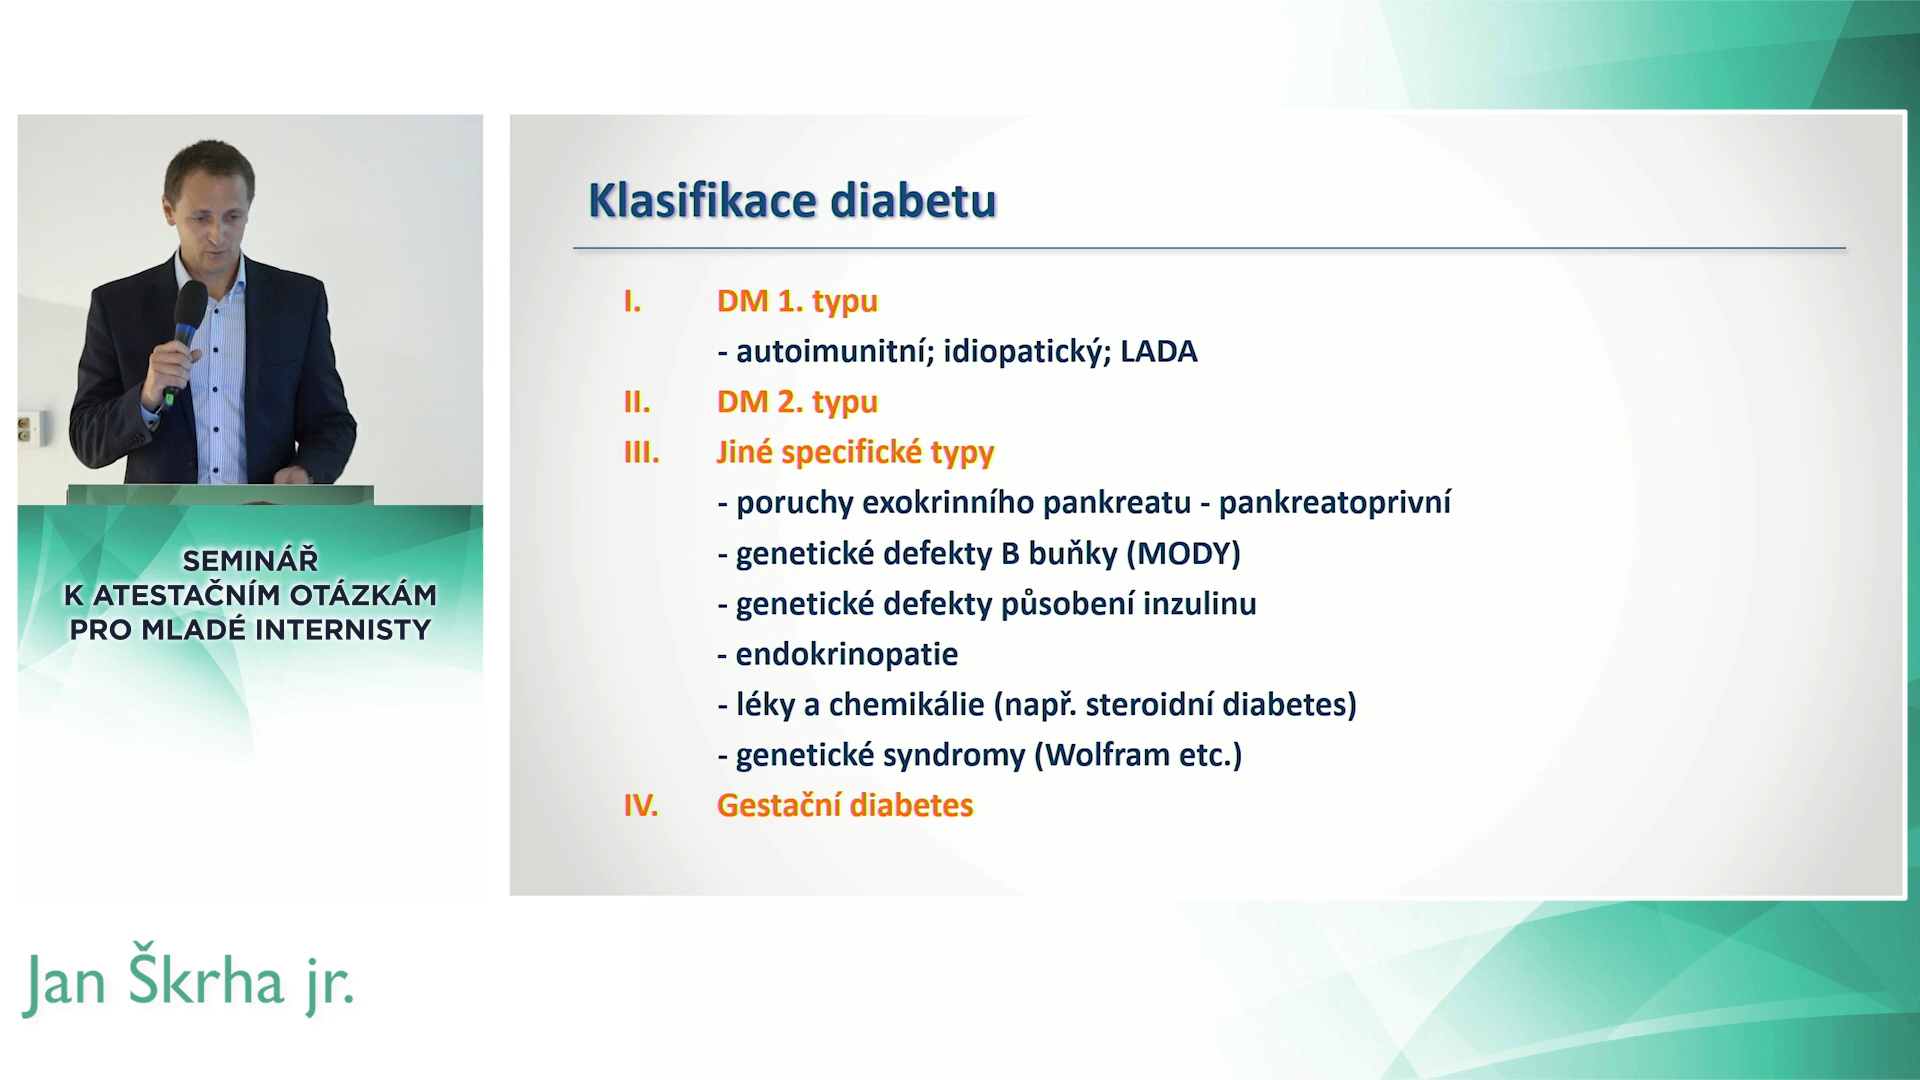 Klasifikace diabetu
I. DM 1. typu
- autoimunitní; idiopatický; LADA
II. DM 2. typu
III. Jiné specifické typy
- poruchy exokrinního pankreatu - pankreatoprivní
- genetické defekty B buňky (MODY)
- genetické defekty působení inzulinu
- endokrinopatie
- léky a chemikálie (např. steroidní diabetes)
- genetické syndromy (Wolfram etc.)
IV. Gestační diabetes
SEMINÁŘ
K ATESTAČNÍM OTÁZKÁM
PRO MLADÉ INTERNISTY
Jan Škrha jr.